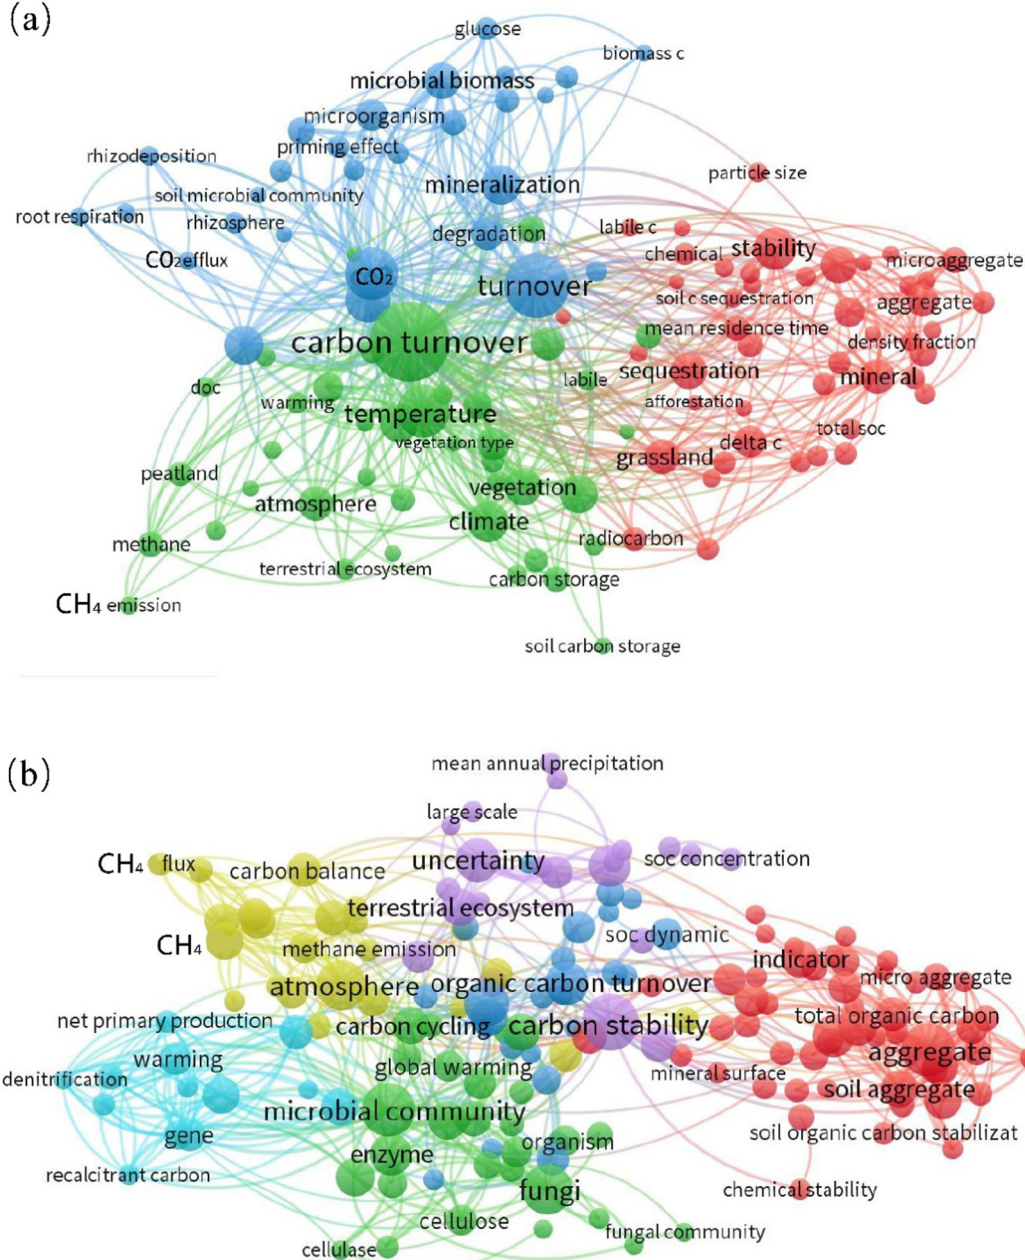 (a)
glucose
biomass c
microbial biomass
microorganism
priming effect
rhizodeposition
particle size
mineralization
soil microbial community
root respiration
rhizosphere
labile c
degradation
chemical
stability
CO₂ efflux
microaggregate
CO₂
turnover
soil c sequestration
aggregate
mean residence time
carbon turnover
density fraction
sequestration
mineral
labile
doc
warming
afforestation
temperature
total soc
vegetation type
delta c
grassland
peatland
vegetation
atmosphere
climate
radiocarbon
methane
terrestrial ecosystem
carbon storage
CH₄ emission
soil carbon storage
(b)
mean annual precipitation
large scale
uncertainty
soc concentration
CH₄ flux
carbon balance
terrestrial ecosystem
soc dynamic
CH₄
methane emission
indicator
micro aggregate
atmosphere
organic carbon turnover
total organic carbon
net primary production
carbon cycling
carbon stability
aggregate
warming
global warming
mineral surface
denitrification
soil aggregate
microbial community
gene
organism
soil organic carbon stabilizat
enzyme
recalcitrant carbon
fungi
chemical stability
cellulose
fungal community
cellulase